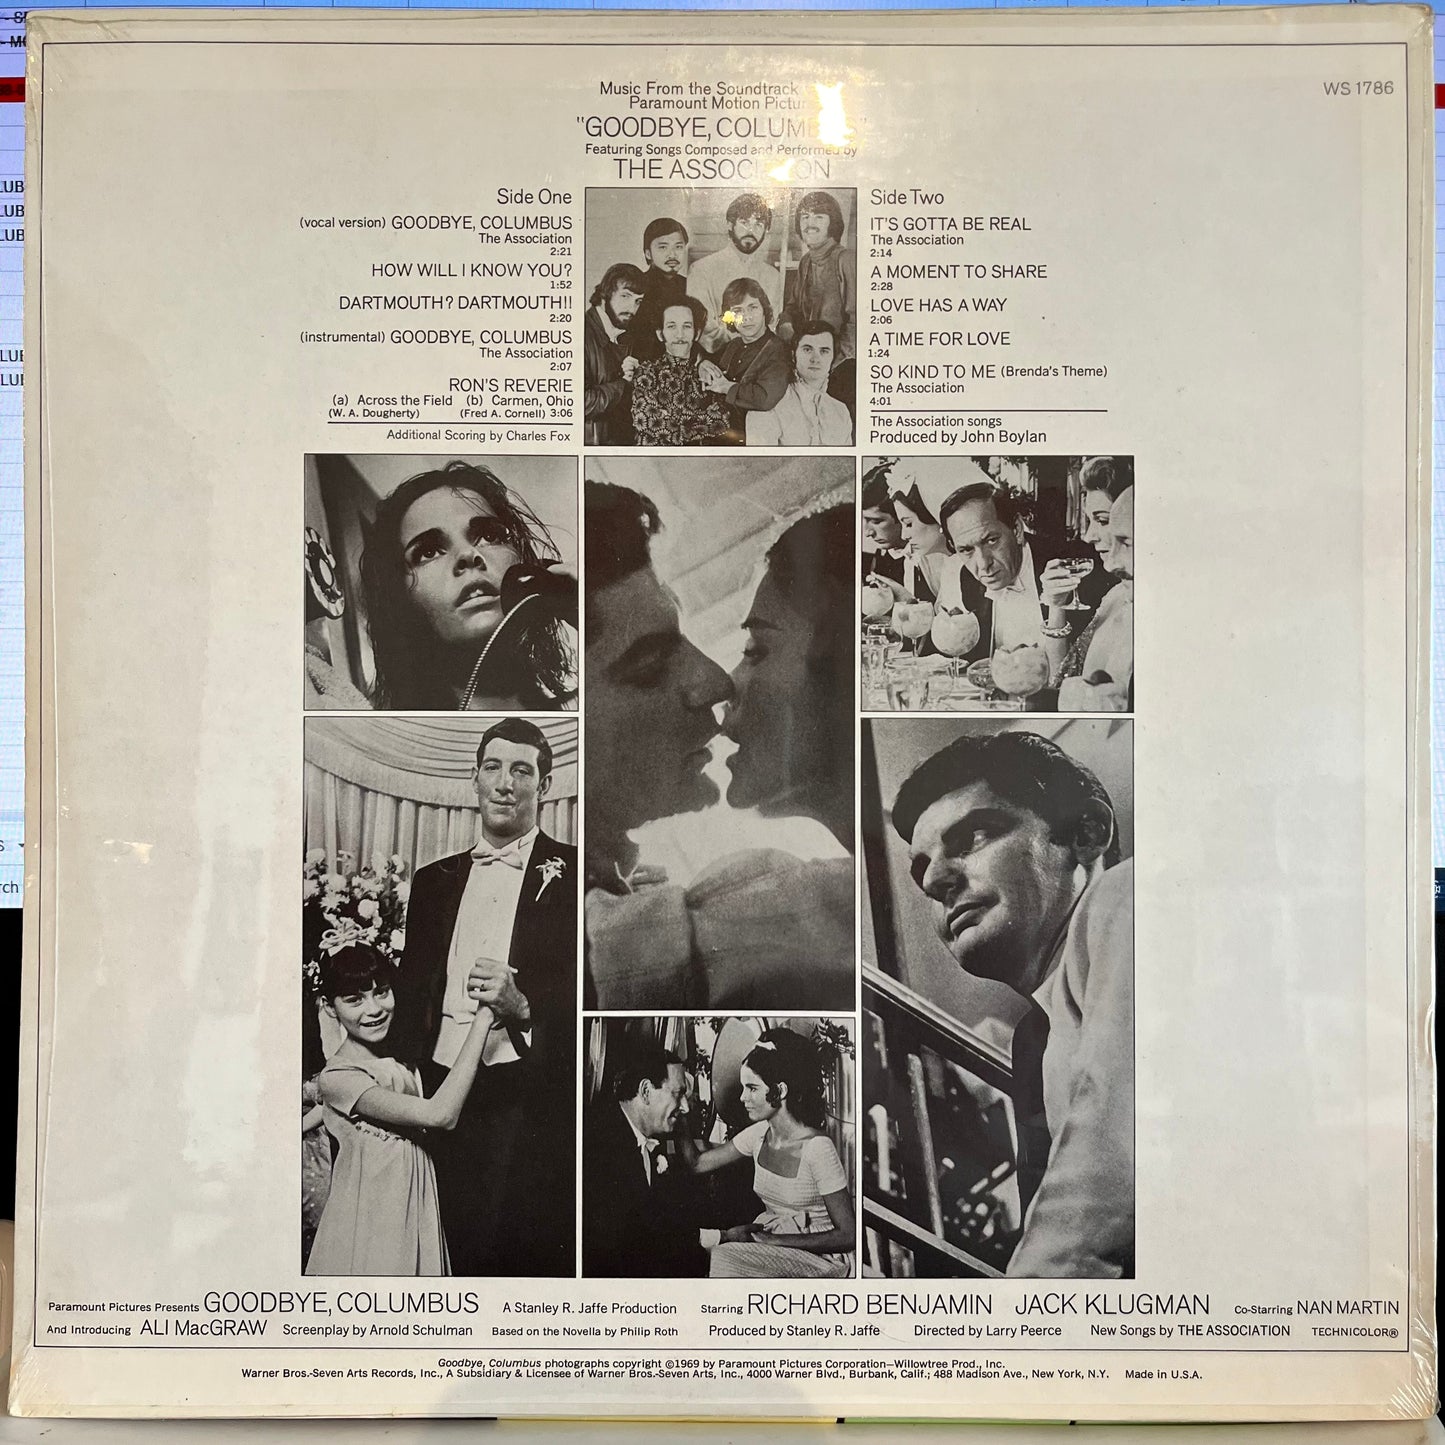 WS 1786
Music From the Soundtrack
Paramount Motion
"GOODBYE, COLUMBUS"
Featuring Songs Composed and Performed by
THE ASSOCIATION
Side One
(vocal version) GOODBYE, COLUMBUS
The Association
2:21
HOW WILL I KNOW YOU?
1:52
DARTMOUTH? DARTMOUTH!!
2:20
(instrumental) GOODBYE, COLUMBUS
The Association
2:07
RON'S REVERIE
(a) Across the Field (b) Carmen, Ohio
(W. A. Dougherty) (Fred A. Cornell) 3:06
Additional Scoring by Charles Fox
Side Two
IT'S GOTTA BE REAL
The Association
2:14
A MOMENT TO SHARE
2:28
LOVE HAS A WAY
2:06
A TIME FOR LOVE
1:24
SO KIND TO ME (Brenda's Theme)
The Association
4:01
The Association songs
Produced by John Boylan
Paramount Pictures Presents GOODBYE, COLUMBUS A Stanley R. Jaffe Production Starring RICHARD BENJAMIN JACK KLUGMAN Co-Starring NAN MARTIN
And Introducing ALI MacGRAW Screenplay by Arnold Schulman Based on the Novella by Philip Roth Produced by Stanley R. Jaffe Directed by Larry Peerce New Songs by THE ASSOCIATION TECHNICOLOR®
Goodbye, Columbus photographs copyright ©1969 by Paramount Pictures Corporation—Willowtree Prod., Inc.
Warner Bros.-Seven Arts Records, Inc., A Subsidiary & Licensee of Warner Bros.-Seven Arts, Inc., 4000 Warner Blvd., Burbank, Calif.; 488 Madison Ave., New York, N.Y. Made in U.S.A.